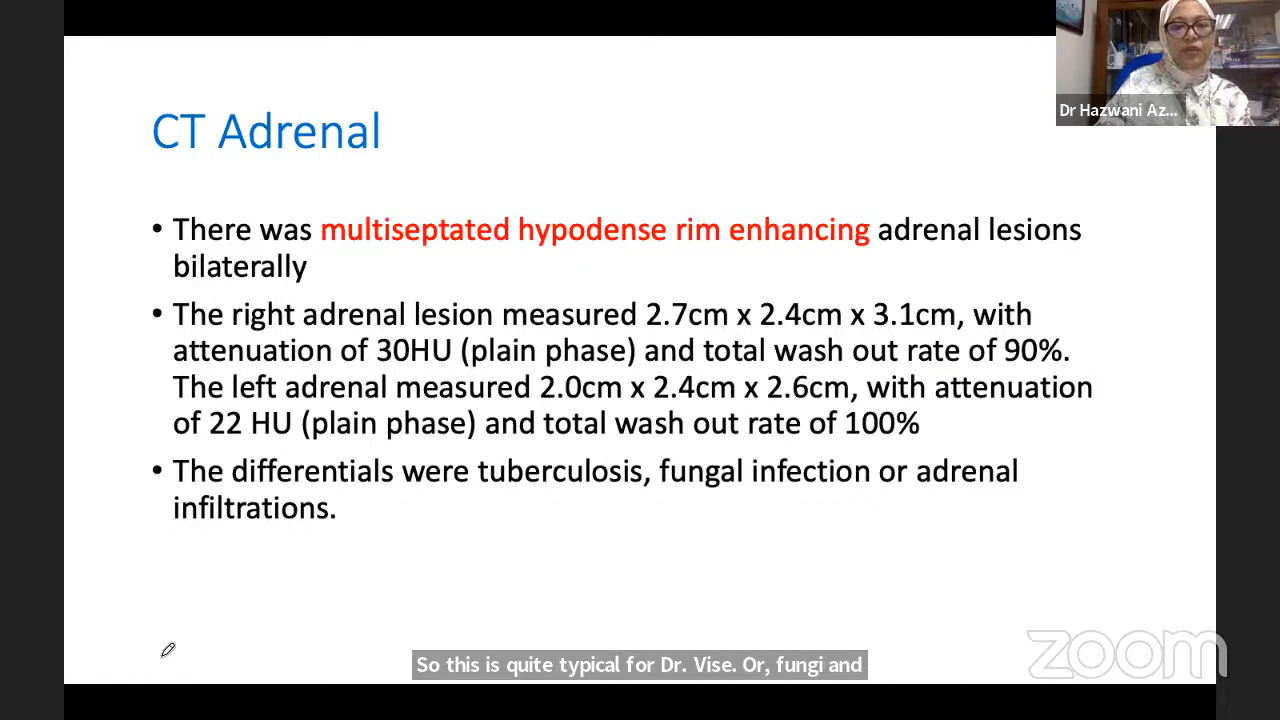 Dr Hazwani Az...
CT Adrenal
• There was multiseptated hypodense rim enhancing adrenal lesions
bilaterally
• The right adrenal lesion measured 2.7cm x 2.4cm x 3.1cm, with
attenuation of 30HU (plain phase) and total wash out rate of 90%.
The left adrenal measured 2.0cm x 2.4cm x 2.6cm, with attenuation
of 22 HU (plain phase) and total wash out rate of 100%
• The differentials were tuberculosis, fungal infection or adrenal
infiltrations.
So this is quite typical for Dr. Vise. Or, fungi and
zoom